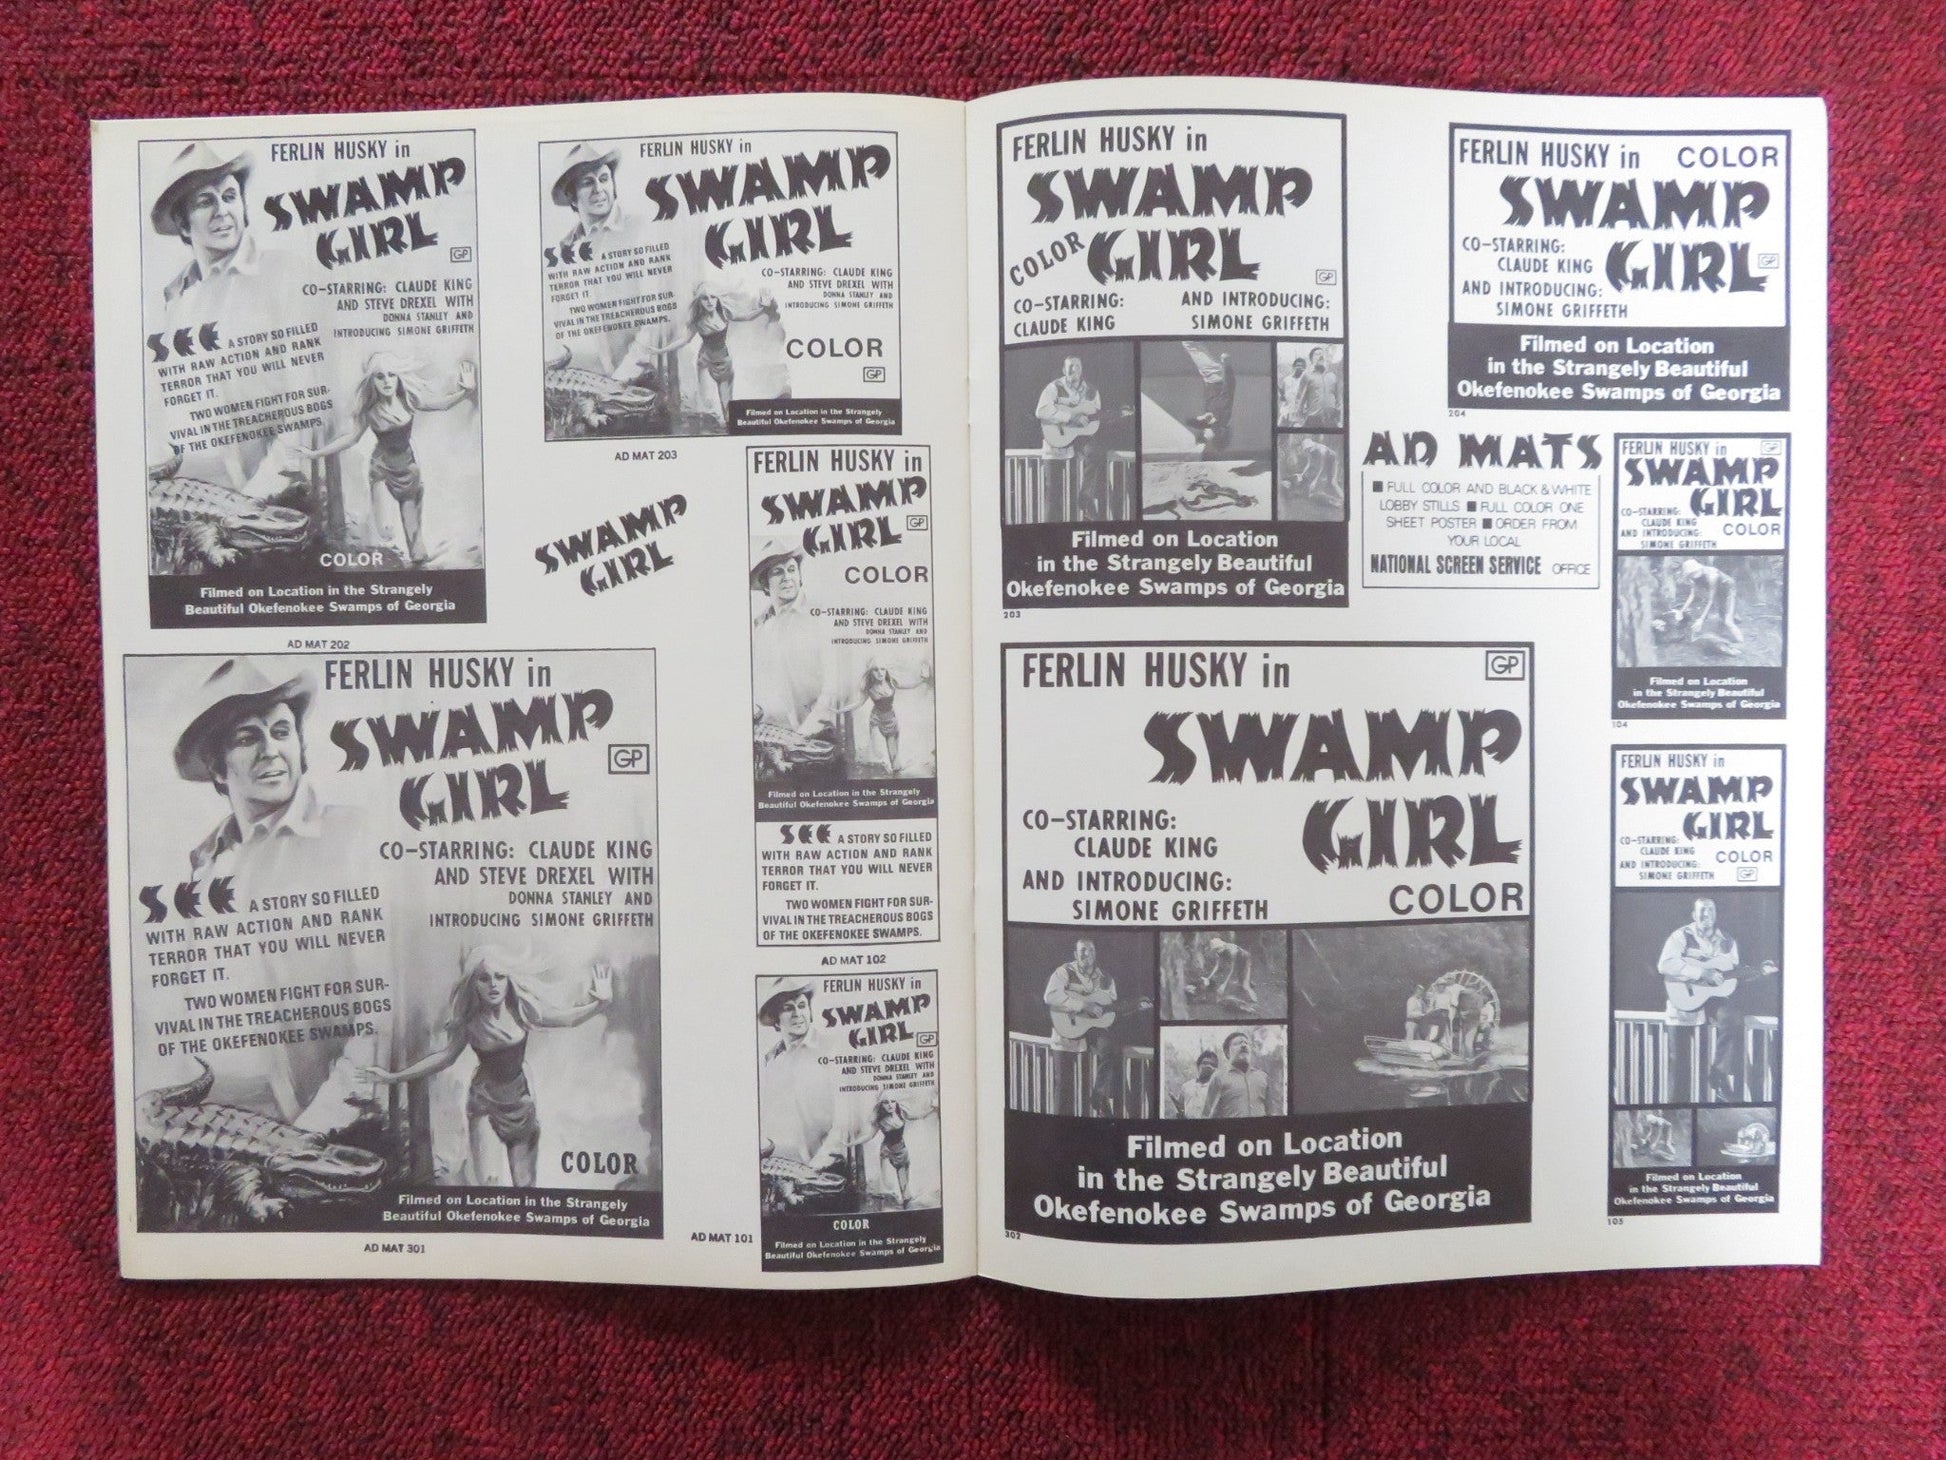 FERLIN HUSKY in
SWAMP
GIRL
GP
CO-STARRING: CLAUDE KING
AND STEVE DREXEL WITH
DONNA STANLEY AND
INTRODUCING SIMONE GRIFFETH
SEE A STORY SO FILLED
WITH RAW ACTION AND RANK
TERROR THAT YOU WILL NEVER
FORGET IT.
TWO WOMEN FIGHT FOR SUR-
VIVAL IN THE TREACHEROUS BOGS
OF THE OKEFENOKEE SWAMPS.
COLOR
Filmed on Location in the Strangely
Beautiful Okefenokee Swamps of Georgia
AD MAT 202
FERLIN HUSKY in
SWAMP
GIRL
SEE A STORY SO FILLED
WITH RAW ACTION AND RANK
TERROR THAT YOU WILL NEVER
FORGET IT.
TWO WOMEN FIGHT FOR SUR-
VIVAL IN THE TREACHEROUS BOGS
OF THE OKEFENOKEE SWAMPS.
CO-STARRING: CLAUDE KING
AND STEVE DREXEL WITH
DONNA STANLEY AND
INTRODUCING SIMONE GRIFFETH
COLOR
GP
Filmed on Location in the Strangely
Beautiful Okefenokee Swamps of Georgia
AD MAT 203
SWAMP
GIRL
FERLIN HUSKY in
SWAMP
GIRL
GP
COLOR
CO-STARRING: CLAUDE KING
AND STEVE DREXEL WITH
DONNA STANLEY AND
INTRODUCING SIMONE GRIFFETH
Filmed on Location in the Strangely
Beautiful Okefenokee Swamps of Georgia
SEE A STORY SO FILLED
WITH RAW ACTION AND RANK
TERROR THAT YOU WILL NEVER
FORGET IT.
TWO WOMEN FIGHT FOR SUR-
VIVAL IN THE TREACHEROUS BOGS
OF THE OKEFENOKEE SWAMPS.
AD MAT 102
FERLIN HUSKY in
SWAMP
GIRL
GP
CO-STARRING: CLAUDE KING
AND STEVE DREXEL WITH
DONNA STANLEY AND
INTRODUCING SIMONE GRIFFETH
SEE A STORY SO FILLED
WITH RAW ACTION AND RANK
TERROR THAT YOU WILL NEVER
FORGET IT.
TWO WOMEN FIGHT FOR SUR-
VIVAL IN THE TREACHEROUS BOGS
OF THE OKEFENOKEE SWAMPS.
COLOR
Filmed on Location in the Strangely
Beautiful Okefenokee Swamps of Georgia
AD MAT 301
FERLIN HUSKY in
SWAMP
GIRL
GP
CO-STARRING: CLAUDE KING
AND STEVE DREXEL WITH
DONNA STANLEY AND
INTRODUCING SIMONE GRIFFETH
COLOR
Filmed on Location in the Strangely
Beautiful Okefenokee Swamps of Georgia
AD MAT 101
FERLIN HUSKY in
SWAMP
COLOR GIRL
GP
CO-STARRING:
CLAUDE KING
AND INTRODUCING:
SIMONE GRIFFETH
Filmed on Location
in the Strangely Beautiful
Okefenokee Swamps of Georgia
203
FERLIN HUSKY in COLOR
SWAMP
GIRL
GP
CO-STARRING:
CLAUDE KING
AND INTRODUCING:
SIMONE GRIFFETH
Filmed on Location
in the Strangely Beautiful
Okefenokee Swamps of Georgia
204
AD MATS
■ FULL COLOR AND BLACK & WHITE
LOBBY STILLS ■ FULL COLOR ONE
SHEET POSTER ■ ORDER FROM
YOUR LOCAL
NATIONAL SCREEN SERVICE OFFICE
FERLIN HUSKY in
GP
SWAMP
GIRL
CO-STARRING:
CLAUDE KING
AND INTRODUCING:
SIMONE GRIFFETH
COLOR
Filmed on Location
in the Strangely Beautiful
Okefenokee Swamps of Georgia
104
FERLIN HUSKY in
GP
SWAMP
GIRL
CO-STARRING:
CLAUDE KING
AND INTRODUCING:
SIMONE GRIFFETH
COLOR
Filmed on Location
in the Strangely Beautiful
Okefenokee Swamps of Georgia
302
FERLIN HUSKY in
SWAMP
GIRL
CO-STARRING:
CLAUDE KING
AND INTRODUCING:
SIMONE GRIFFETH
COLOR
GP
Filmed on Location
in the Strangely Beautiful
Okefenokee Swamps of Georgia
105